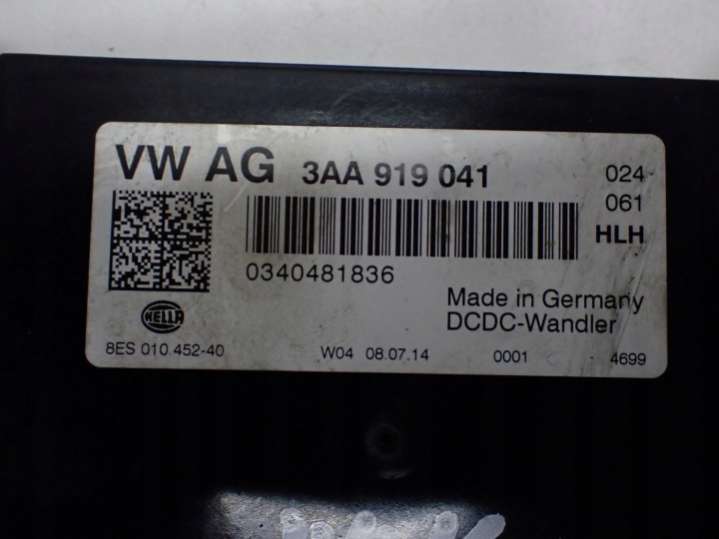 VW AG 3AA 919 041 024
061
HLH
0340481836
Made in Germany
DCDC-Wandler
HELLA
8ES 010.452-40 W04 08.07.14 0001 4699